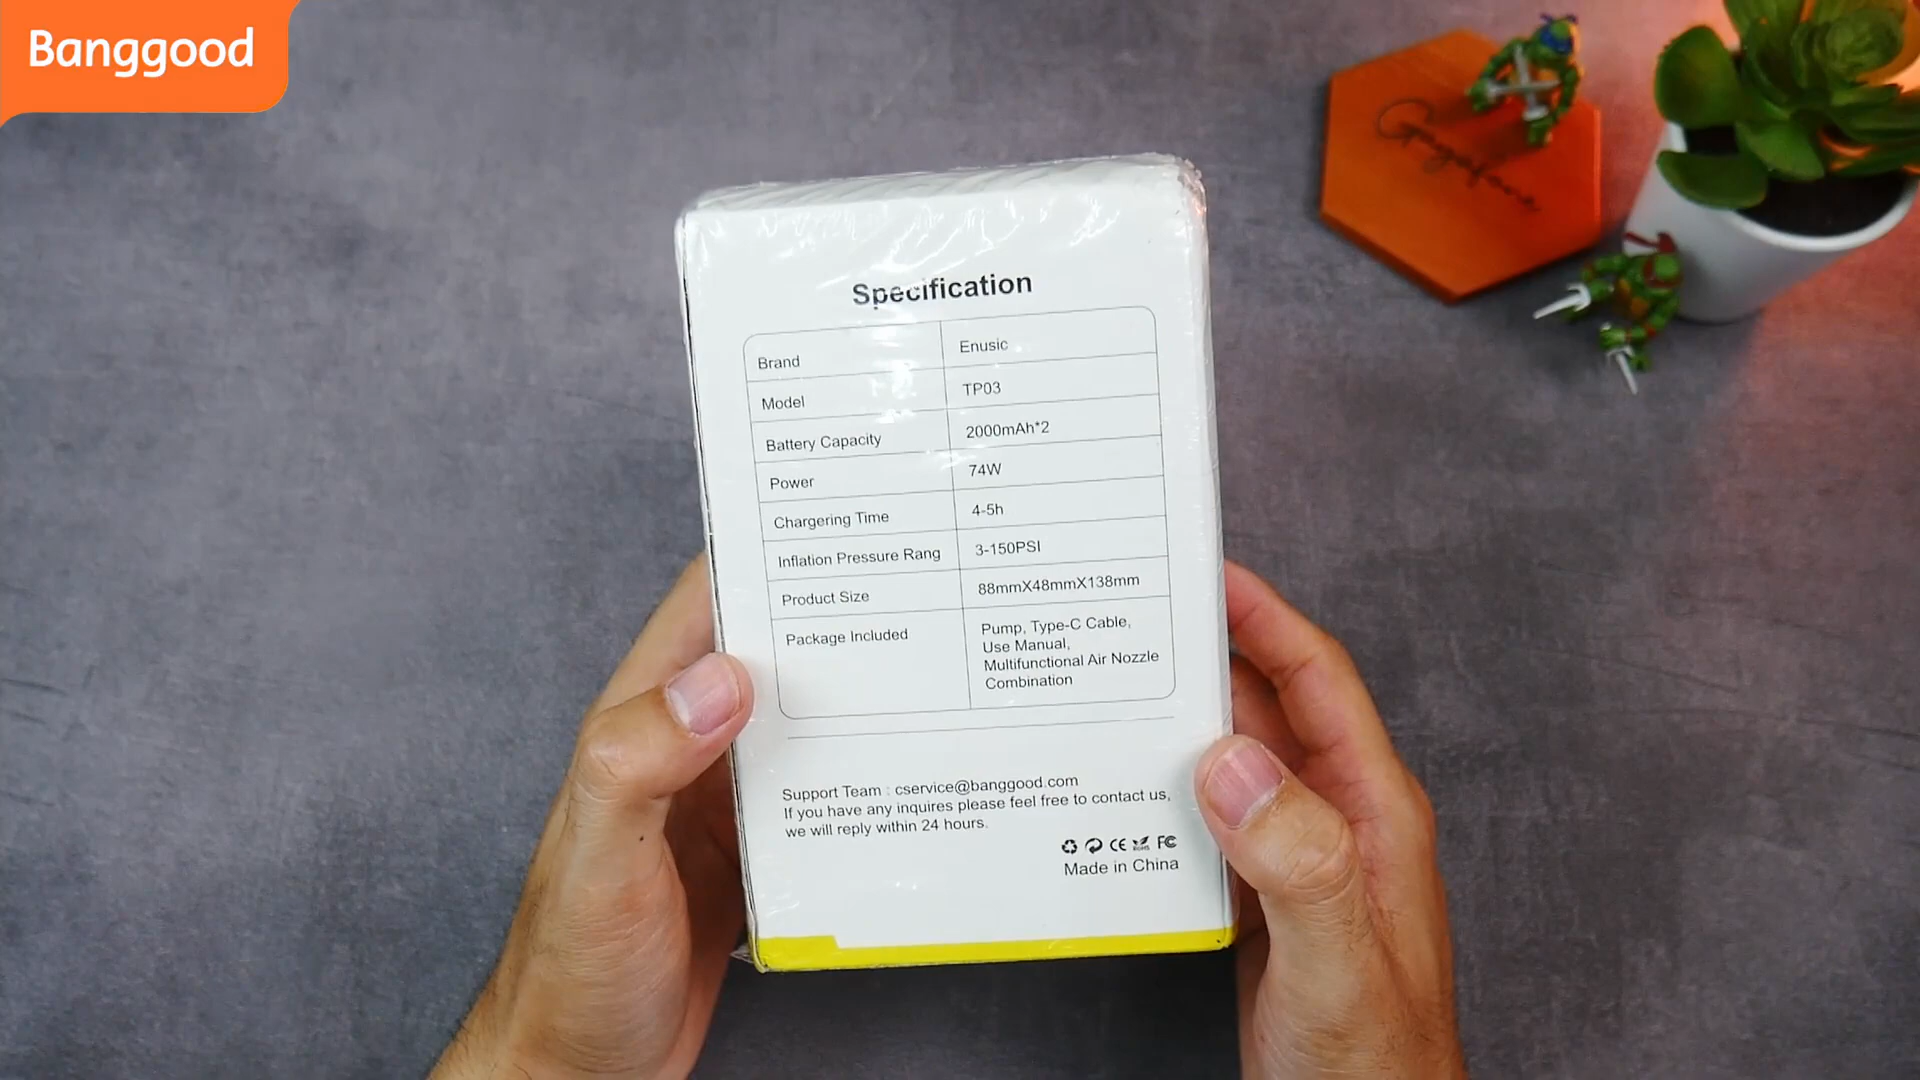 Banggood
Specification
Brand Enusic
Model TP03
Battery Capacity 2000mAh*2
Power 74W
Chargering Time 4-5h
Inflation Pressure Rang 3-150PSI
Product Size 88mmX48mmX138mm
Package Included Pump, Type-C Cable,
Use Manual,
Multifunctional Air Nozzle
Combination
Support Team : cservice@banggood.com
If you have any inquires please feel free to contact us,
we will reply within 24 hours.
CE FC
Made in China